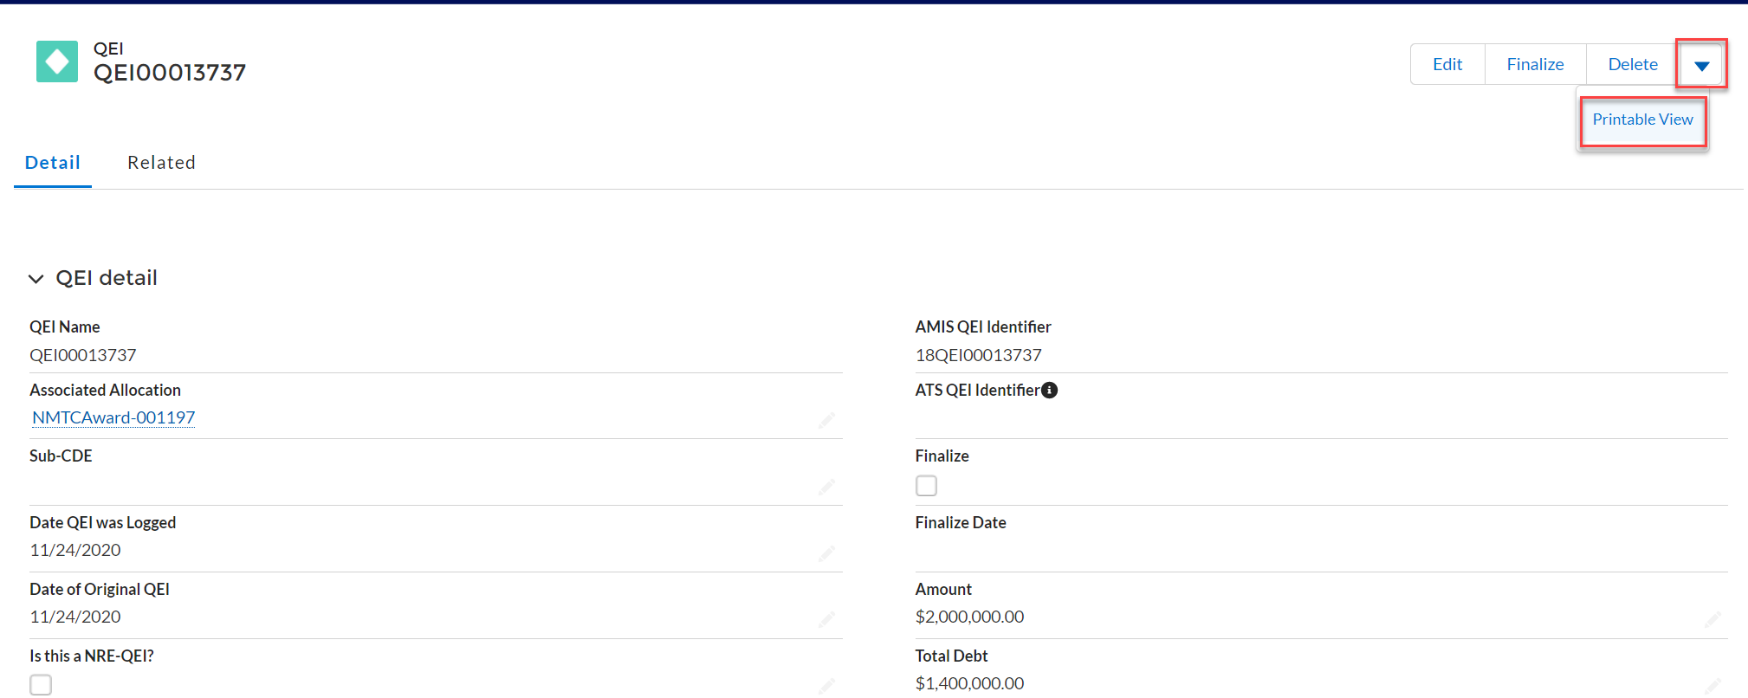 QEI
QEI00013737
Edit
Finalize
Delete
Printable View
Detail
Related
QEI detail
QEI Name
QEI00013737
AMIS QEI Identifier
18QEI00013737
Associated Allocation
NMTCAward-001197
ATS QEI Identifier
Sub-CDE
Finalize
Date QEI was Logged
11/24/2020
Finalize Date
Date of Original QEI
11/24/2020
Amount
$2,000,000.00
Is this a NRE-QEI?
Total Debt
$1,400,000.00